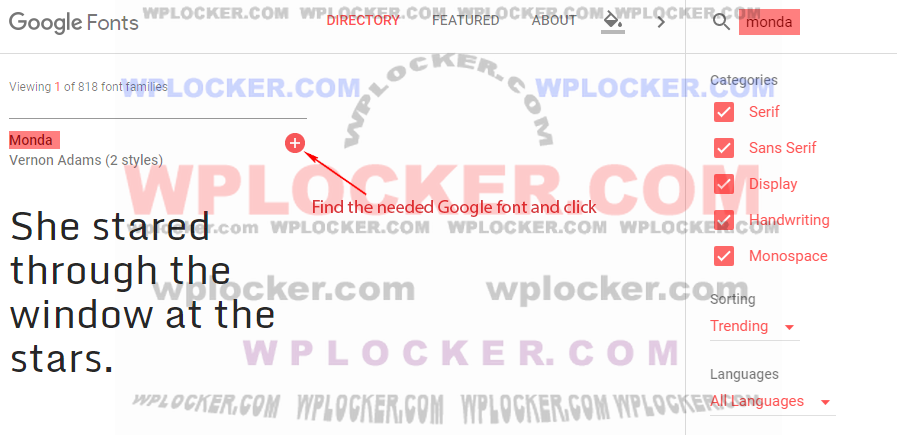 Google Fonts
DIRECTORY FEATURED ABOUT
monda
WPLOCKER.COM WPLOCKER.COM WPLOCKER.COM WPLOCKER.COM
Viewing 1 of 818 font families
WPLOCKER.COM WPLOCKER.COM WPLOCKER.COM
Monda
Vernon Adams (2 styles)
WPLOCKER.COM
Find the needed Google font and click
WPLOCKER.com WPLOCKER.COM WPLOCKER.COM WPLOCKER.COM
She stared
through the
window at the
stars.
wplocker.com wplocker.com
WPLOCKER.COM
WPLOCKER.COM WPLOCKER.COM WPLOCKER.COM WPLOCKER.COM
Categories
Serif
Sans Serif
Display
Handwriting
Monospace
Sorting
Trending
Languages
All Languages